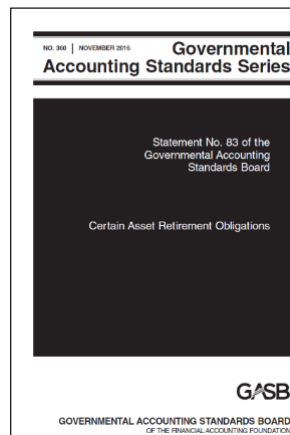 NO. 360 | NOVEMBER 2016 Governmental
Accounting Standards Series
Statement No. 83 of the
Governmental Accounting
Standards Board
Certain Asset Retirement Obligations
GASB
GOVERNMENTAL ACCOUNTING STANDARDS BOARD
OF THE FINANCIAL ACCOUNTING FOUNDATION